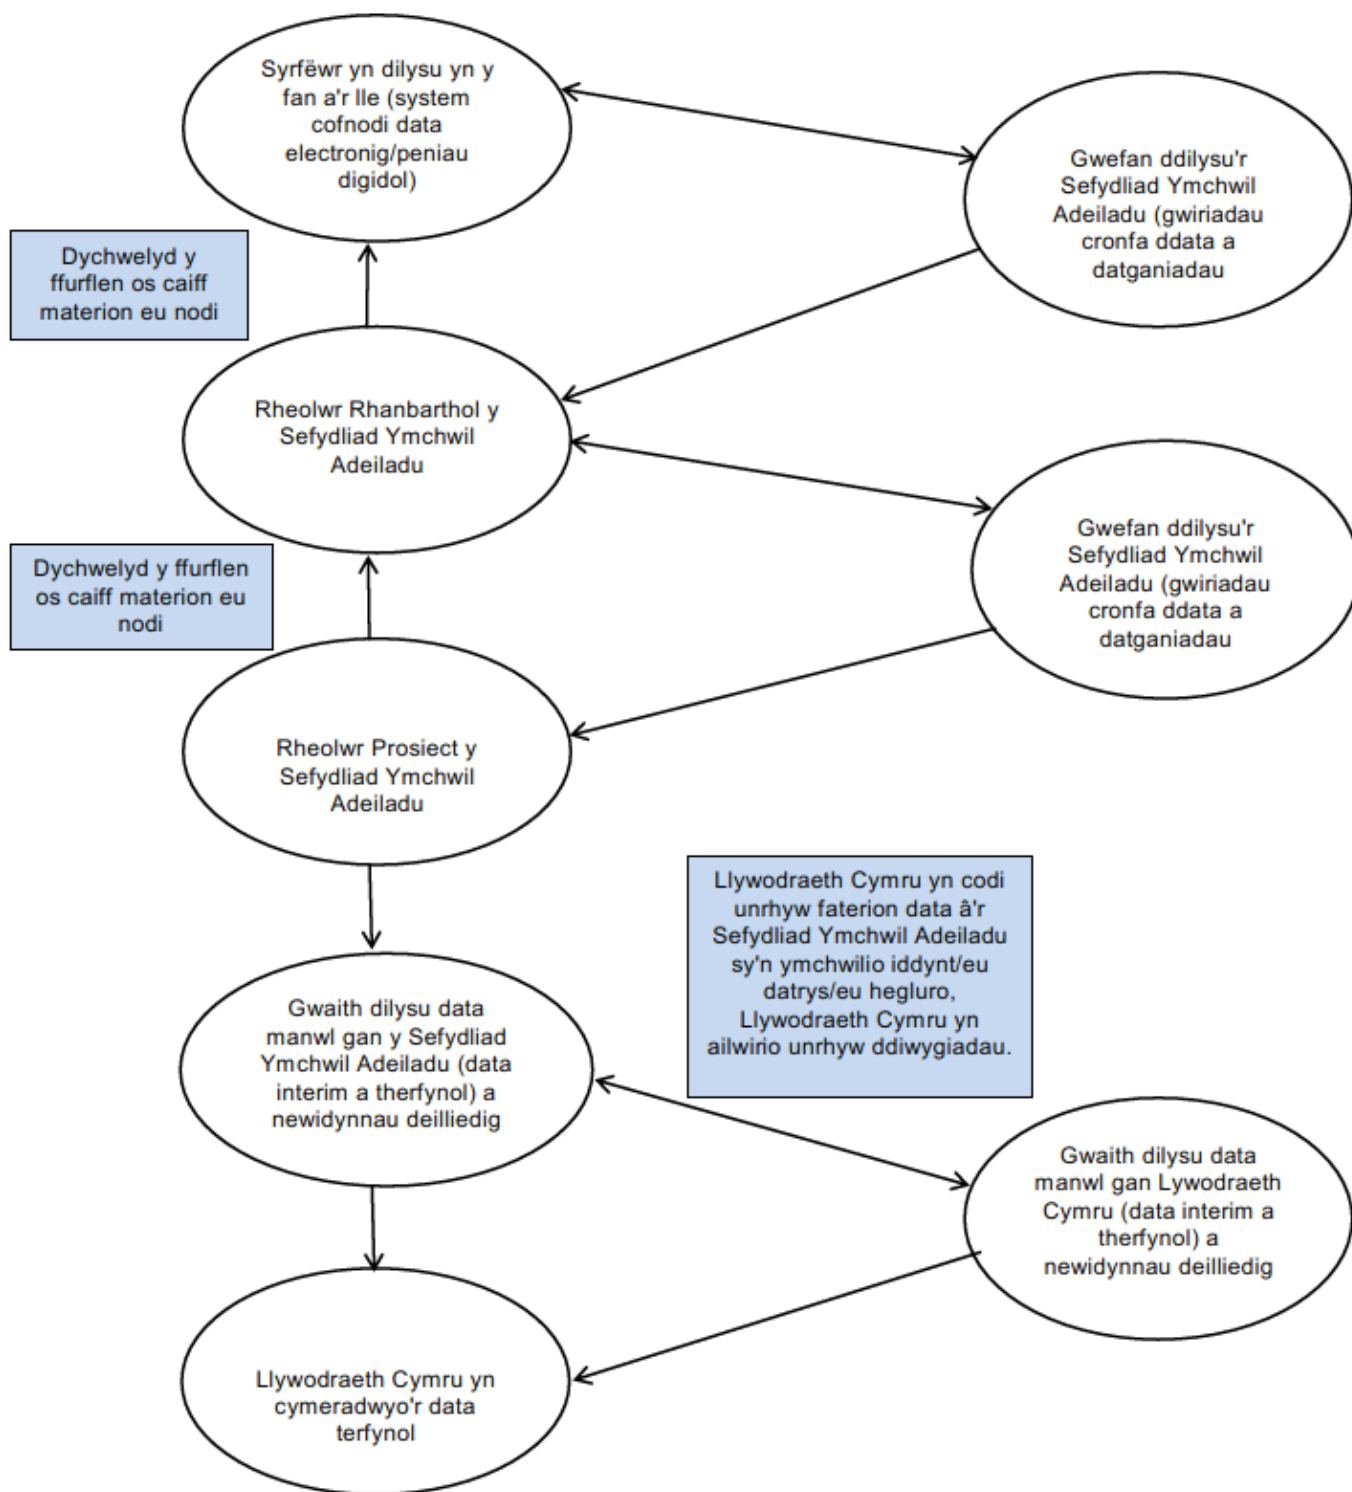 Syrfëwr yn dilysu yn y
fan a'r lle (system
cofnodi data
electronig/peniau
digidol)
Gwefan ddilysu'r
Sefydliad Ymchwil
Adeiladu (gwiriadau
cronfa ddata a
datganiadau
Dychwelyd y
ffurflen os caiff
materion eu nodi
Rheolwr Rhanbarthol y
Sefydliad Ymchwil
Adeiladu
Gwefan ddilysu'r
Sefydliad Ymchwil
Adeiladu (gwiriadau
cronfa ddata a
datganiadau
Dychwelyd y ffurflen
os caiff materion eu
nodi
Rheolwr Prosiect y
Sefydliad Ymchwil
Adeiladu
Llywodraeth Cymru yn codi
unrhyw faterion data â'r
Sefydliad Ymchwil Adeiladu
sy'n ymchwilio iddynt/eu
datrys/eu hegluro,
Llywodraeth Cymru yn
ailwirio unrhyw ddiwygiadau.
Gwaith dilysu data
manwl gan y Sefydliad
Ymchwil Adeiladu (data
interim a therfynol) a
newidynnau deilliedig
Gwaith dilysu data
manwl gan Lywodraeth
Cymru (data interim a
therfynol) a
newidynnau deilliedig
Llywodraeth Cymru yn
cymeradwyo'r data
terfynol